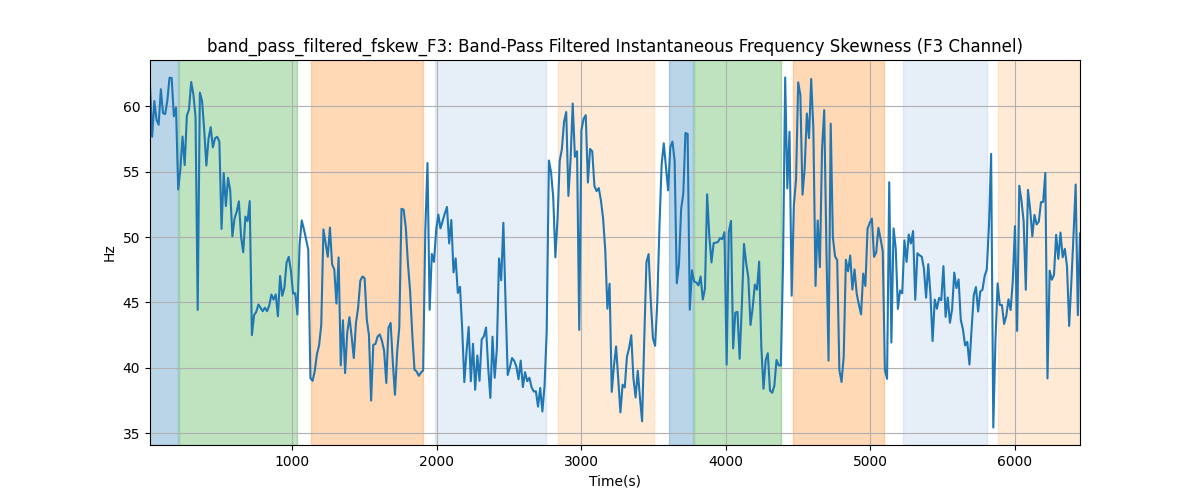 band_pass_filtered_fskew_F3: Band-Pass Filtered Instantaneous Frequency Skewness (F3 Channel)
60
55
50
45
40
35
Hz
1000 2000 3000 4000 5000 6000
Time(s)